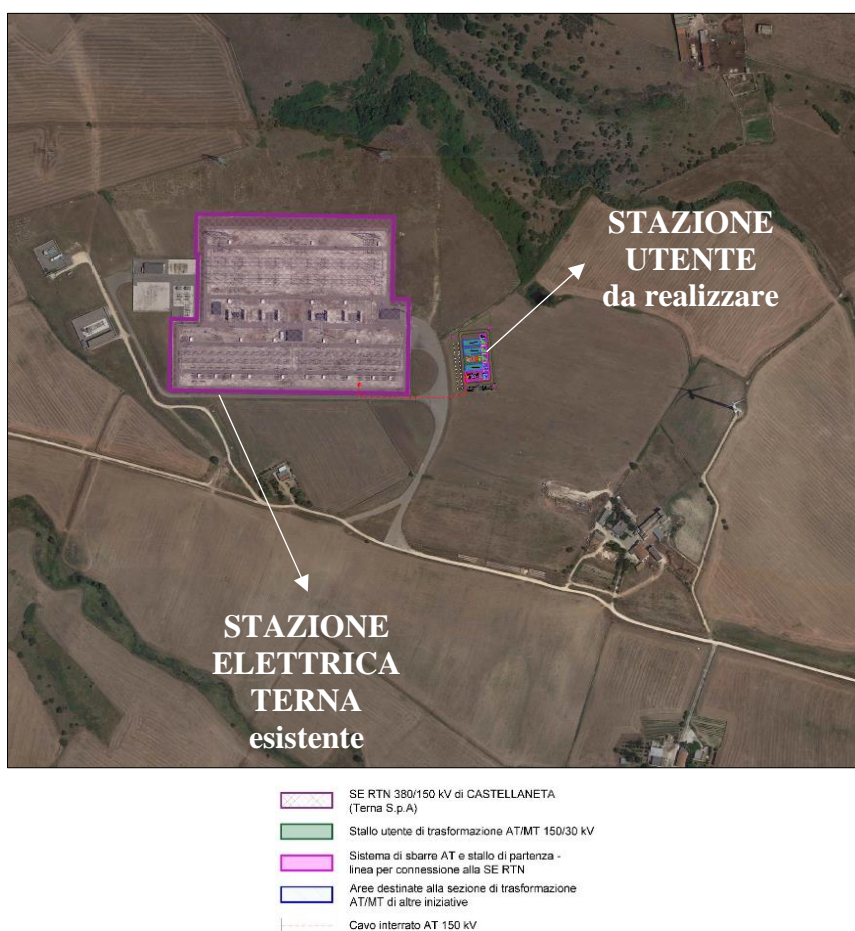 STAZIONE
UTENTE
da realizzare
STAZIONE
ELETTRICA
TERNA
esistente
SE RTN 380/150 kV di CASTELLANETA
(Terna S.p.A)
Stallo utente di trasformazione AT/MT 150/30 kV
Sistema di sbarre AT e stallo di partenza -
linea per connessione alla SE RTN
Aree destinate alla sezione di trasformazione
AT/MT di altre iniziative
Cavo interrato AT 150 kV